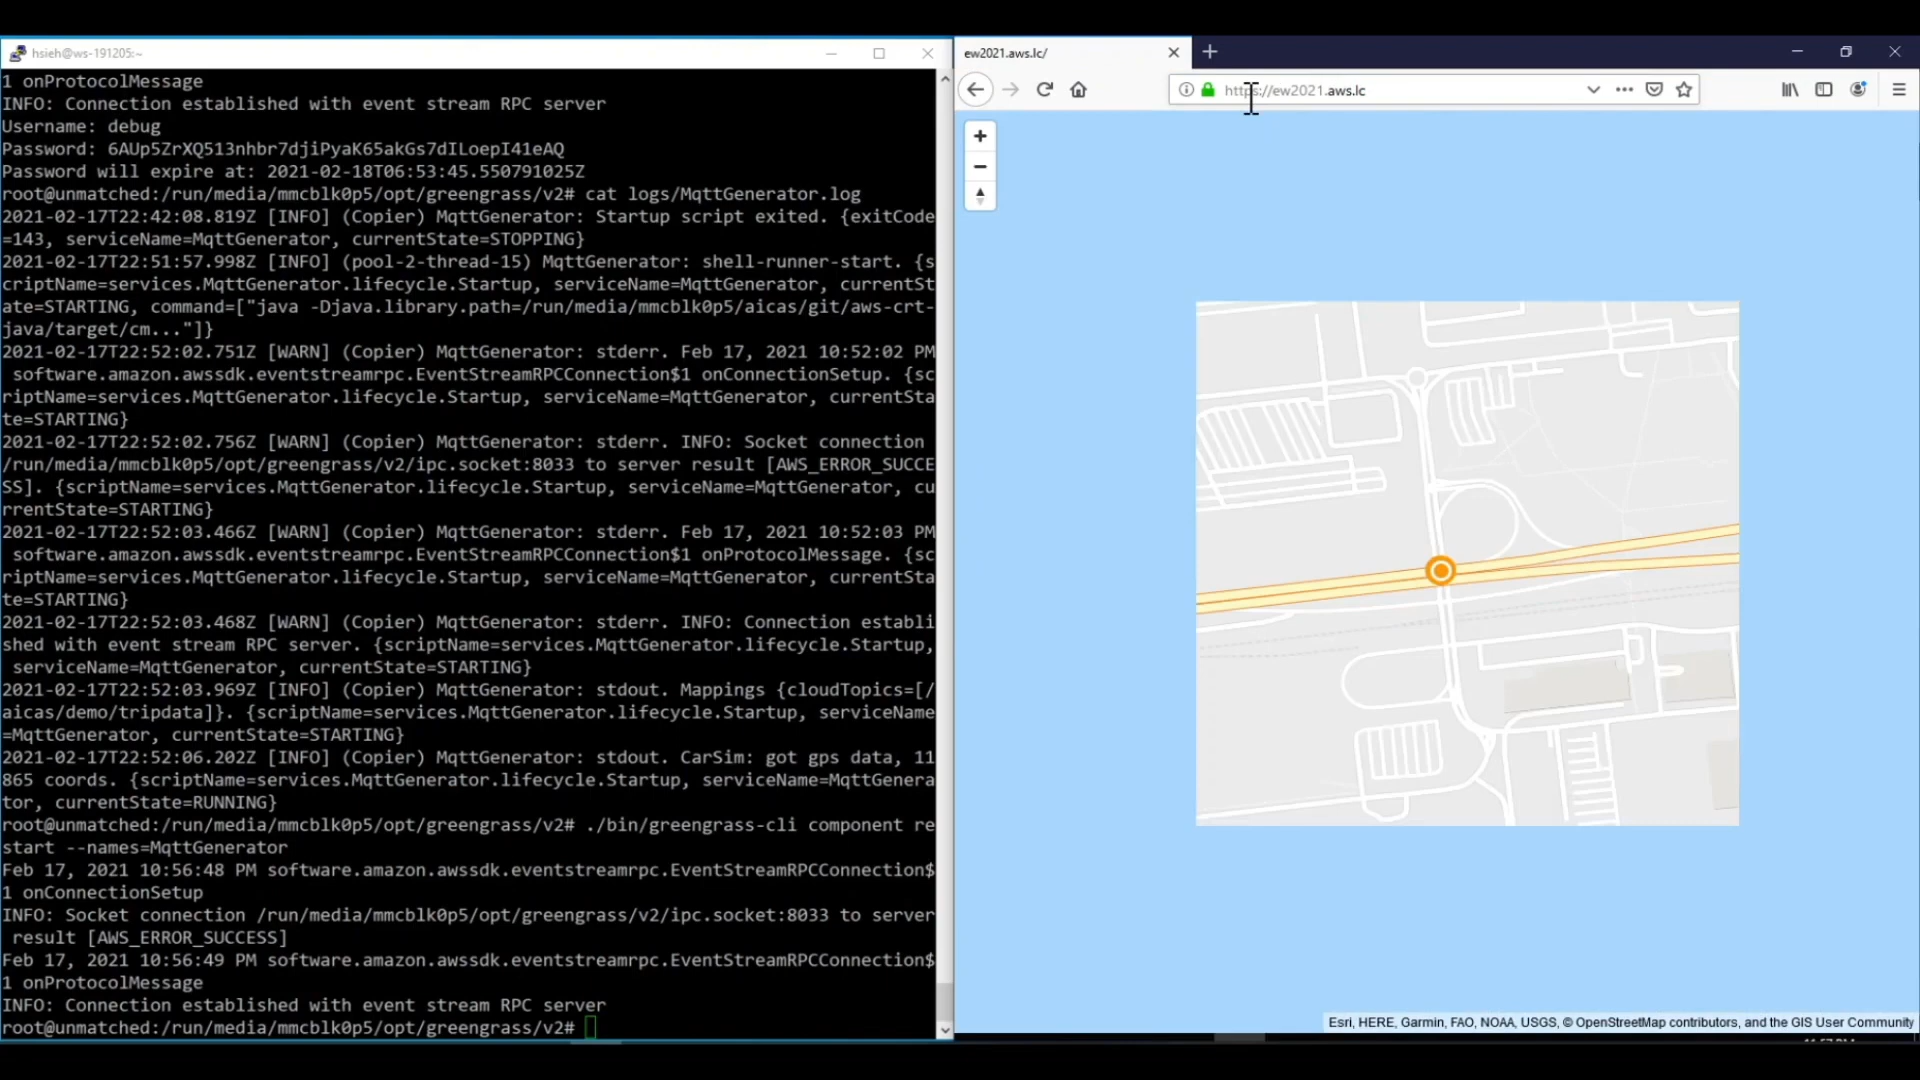 hsieh@ws-191205:~
1 onProtocolMessage
INFO: Connection established with event stream RPC server
Username: debug
Password: 6AUp5ZrXQ513nhbr7djiPyaK65akGs7dILoepI41eAQ
Password will expire at: 2021-02-18T06:53:45.550791025Z
root@unmatched:/run/media/mmcblk0p5/opt/greengrass/v2# cat logs/MqttGenerator.log
2021-02-17T22:42:08.819Z [INFO] (Copier) MqttGenerator: Startup script exited. {exitCode
=143, serviceName=MqttGenerator, currentState=STOPPING}
2021-02-17T22:51:57.998Z [INFO] (pool-2-thread-15) MqttGenerator: shell-runner-start. {s
criptName=services.MqttGenerator.lifecycle.Startup, serviceName=MqttGenerator, currentSt
ate=STARTING, command=["java -Djava.library.path=/run/media/mmcblk0p5/aicas/git/aws-crt-
java/target/cm..."]}
2021-02-17T22:52:02.751Z [WARN] (Copier) MqttGenerator: stderr. Feb 17, 2021 10:52:02 PM
software.amazon.awssdk.eventstreamrpc.EventStreamRPCConnection$1 onConnectionSetup. {sc
riptName=services.MqttGenerator.lifecycle.Startup, serviceName=MqttGenerator, currentSta
te=STARTING}
2021-02-17T22:52:02.756Z [WARN] (Copier) MqttGenerator: stderr. INFO: Socket connection
/run/media/mmcblk0p5/opt/greengrass/v2/ipc.socket:8033 to server result [AWS_ERROR_SUCCE
SS]. {scriptName=services.MqttGenerator.lifecycle.Startup, serviceName=MqttGenerator, cu
rrentState=STARTING}
2021-02-17T22:52:03.466Z [WARN] (Copier) MqttGenerator: stderr. Feb 17, 2021 10:52:03 PM
software.amazon.awssdk.eventstreamrpc.EventStreamRPCConnection$1 onProtocolMessage. {sc
riptName=services.MqttGenerator.lifecycle.Startup, serviceName=MqttGenerator, currentSta
te=STARTING}
2021-02-17T22:52:03.468Z [WARN] (Copier) MqttGenerator: stderr. INFO: Connection establi
shed with event stream RPC server. {scriptName=services.MqttGenerator.lifecycle.Startup,
serviceName=MqttGenerator, currentState=STARTING}
2021-02-17T22:52:03.969Z [INFO] (Copier) MqttGenerator: stdout. Mappings {cloudTopics=[/
aicas/demo/tripdata]}. {scriptName=services.MqttGenerator.lifecycle.Startup, serviceName
=MqttGenerator, currentState=STARTING}
2021-02-17T22:52:06.202Z [INFO] (Copier) MqttGenerator: stdout. CarSim: got gps data, 11
865 coords. {scriptName=services.MqttGenerator.lifecycle.Startup, serviceName=MqttGenera
tor, currentState=RUNNING}
root@unmatched:/run/media/mmcblk0p5/opt/greengrass/v2# ./bin/greengrass-cli component re
start --names=MqttGenerator
Feb 17, 2021 10:56:48 PM software.amazon.awssdk.eventstreamrpc.EventStreamRPCConnection$
1 onConnectionSetup
INFO: Socket connection /run/media/mmcblk0p5/opt/greengrass/v2/ipc.socket:8033 to server
result [AWS_ERROR_SUCCESS]
Feb 17, 2021 10:56:49 PM software.amazon.awssdk.eventstreamrpc.EventStreamRPCConnection$
1 onProtocolMessage
INFO: Connection established with event stream RPC server
root@unmatched:/run/media/mmcblk0p5/opt/greengrass/v2#
ew2021.aws.lc/
https://ew2021.aws.lc
Esri, HERE, Garmin, FAO, NOAA, USGS, © OpenStreetMap contributors, and the GIS User Community